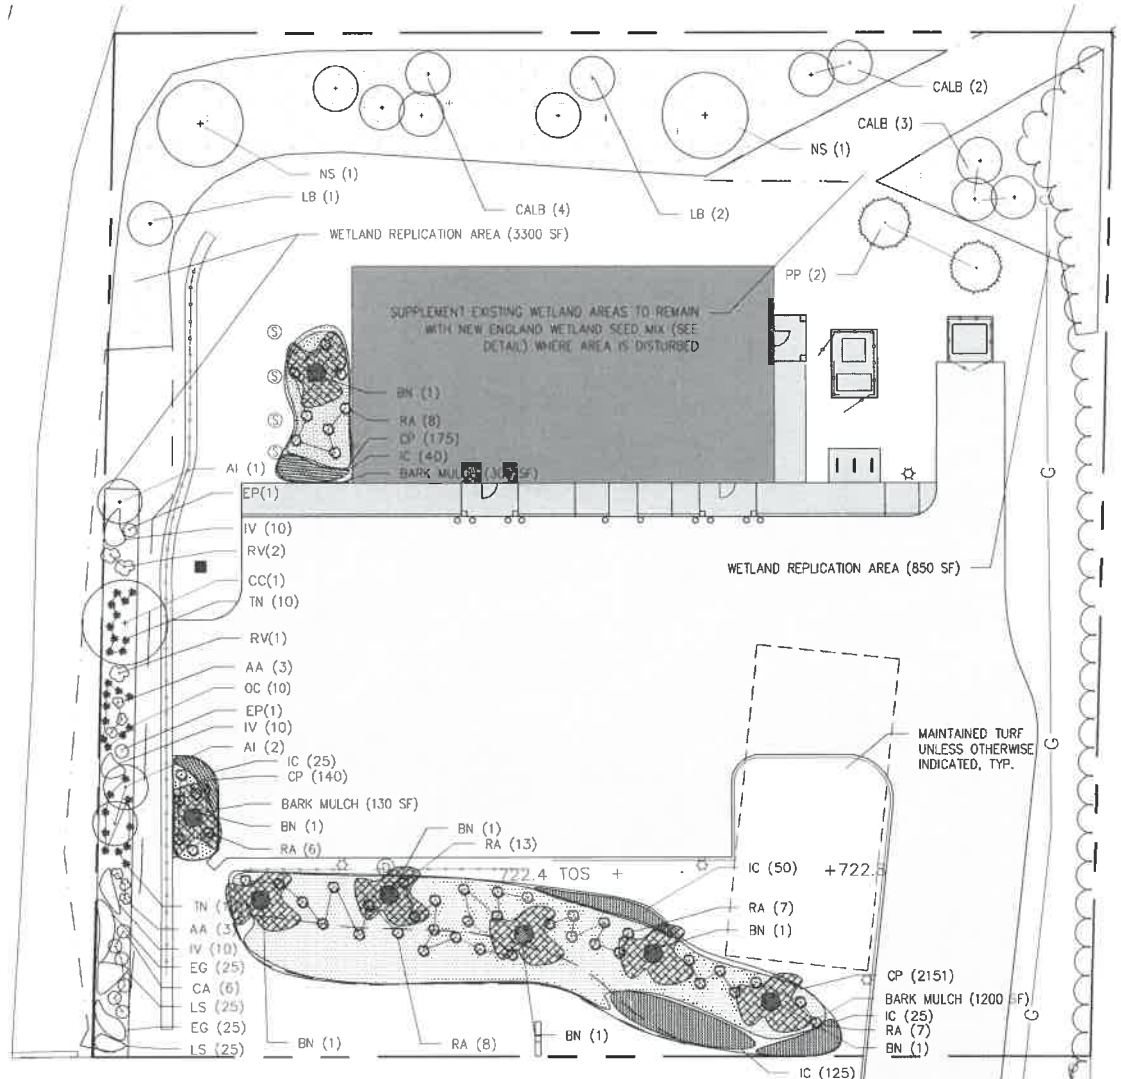 CALB (2)
CALB (3)
NS (1)
NS (1)
LB (1)
CALB (4)
LB (2)
WETLAND REPLICATION AREA (3300 SF)
PP (2)
SUPPLEMENT EXISTING WETLAND AREAS TO REMAIN
WITH NEW ENGLAND WETLAND SEED MIX (SEE
DETAIL) WHERE AREA IS DISTURBED
S
S
S
S
BN (1)
RA (8)
CP (175)
IC (40)
BARK MULCH SF)
AI (1)
EP(1)
IV (10)
RV(2)
CC(1)
TN (10)
RV(1)
AA (3)
OC (10)
EP(1)
IV (10)
AI (2)
IC (25)
CP (140)
BARK MULCH (130 SF)
BN (1)
RA (6)
G
G
G
G
WETLAND REPLICATION AREA (850 SF)
MAINTAINED TURF
UNLESS OTHERWISE
INDICATED, TYP.
BN (1)
RA (13)
722.4 TOS +
IC (50)
+722.
RA (7)
BN (1)
CP (2151)
BARK MULCH (1200 SF)
IC (25)
RA (7)
BN (1)
TN
AA (3)
IV (10)
EG (25)
CA (6)
LS (25)
EG (25)
LS (25)
BN (1)
RA (8)
BN (1)
IC (125)